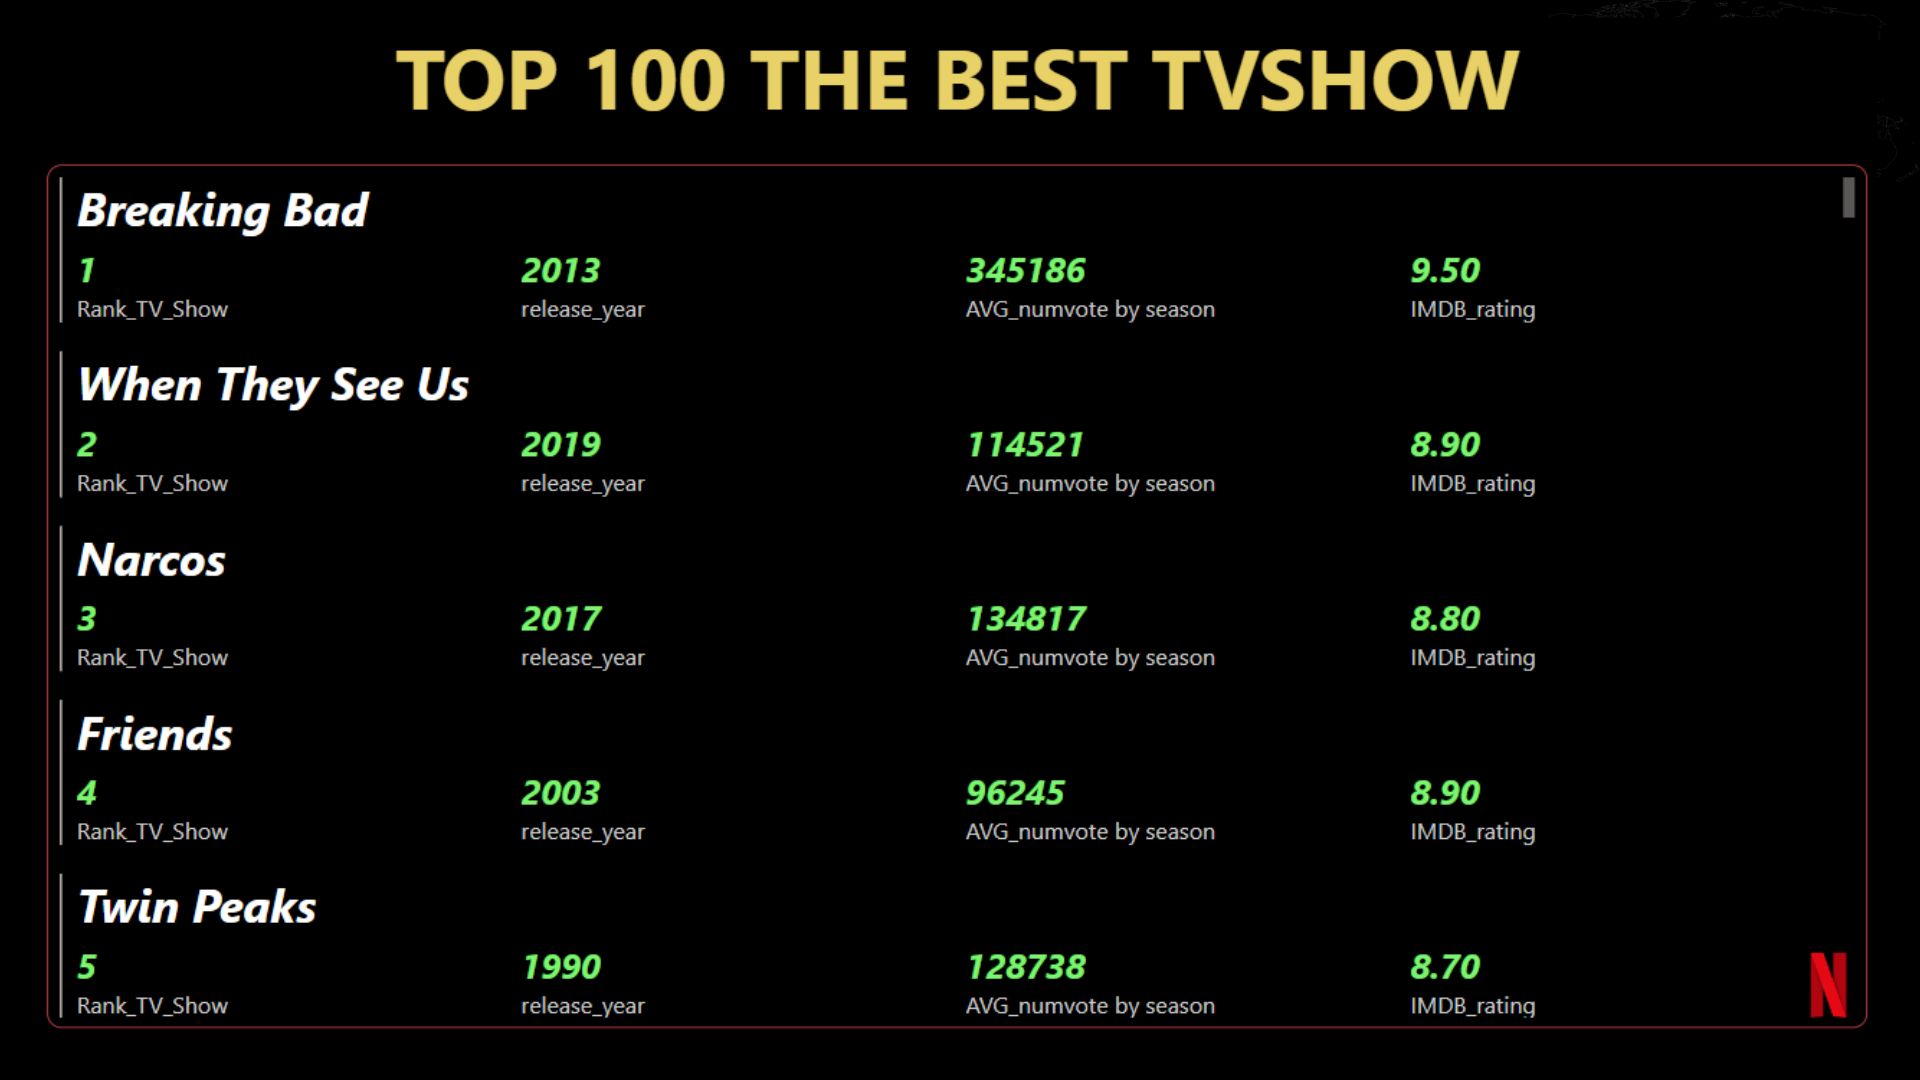 TOP 100 THE BEST TVSHOW
Breaking Bad
1 2013 345186 9.50
Rank_TV_Show release_year AVG_numvote by season IMDB_rating
When They See Us
2 2019 114521 8.90
Rank_TV_Show release_year AVG_numvote by season IMDB_rating
Narcos
3 2017 134817 8.80
Rank_TV_Show release_year AVG_numvote by season IMDB_rating
Friends
4 2003 96245 8.90
Rank_TV_Show release_year AVG_numvote by season IMDB_rating
Twin Peaks
5 1990 128738 8.70
Rank_TV_Show release_year AVG_numvote by season IMDB_rating
N